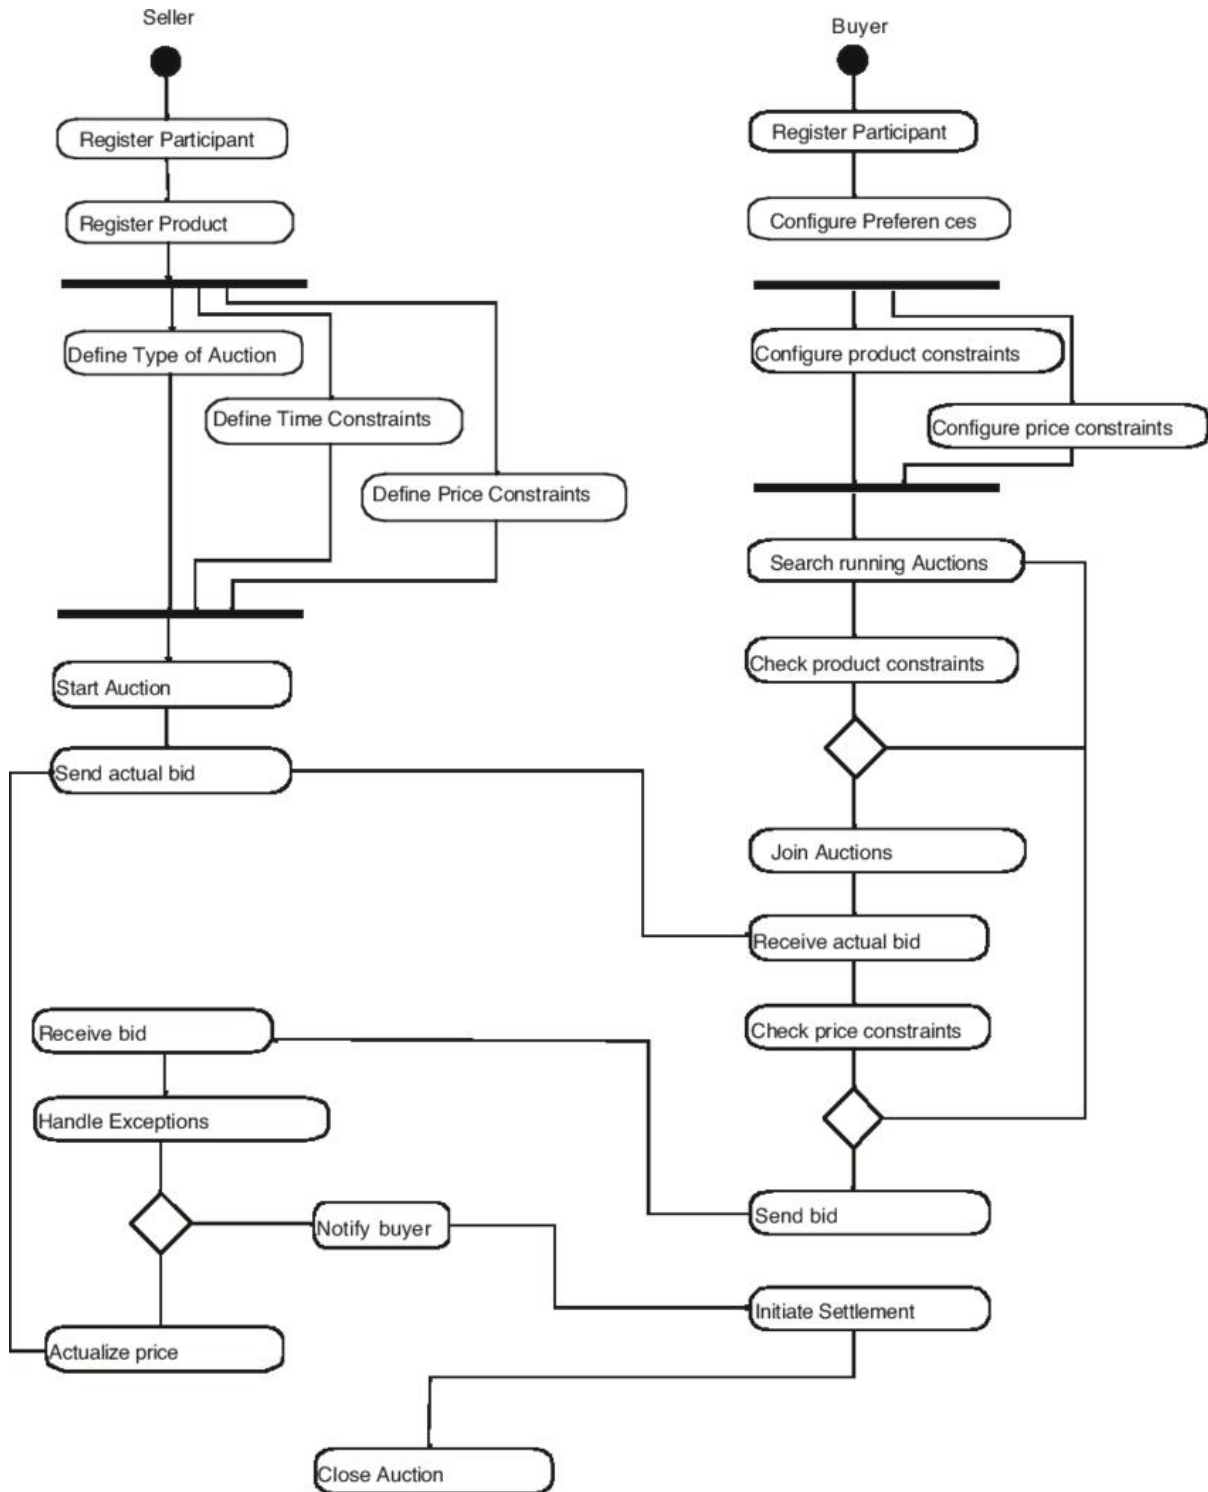 Seller
Register Participant
Register Product
Define Type of Auction
Define Time Constraints
Define Price Constraints
Start Auction
Send actual bid
Receive bid
Handle Exceptions
Notify buyer
Actualize price
Close Auction
Buyer
Register Participant
Configure Preferen ces
Configure product constraints
Configure price constraints
Search running Auctions
Check product constraints
Join Auctions
Receive actual bid
Check price constraints
Send bid
Initiate Settlement